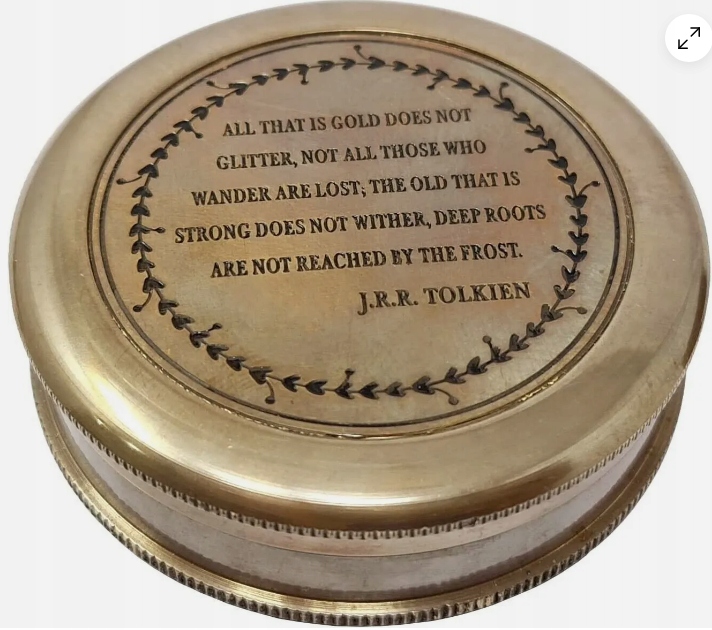 ALL THAT IS GOLD DOES NOT
GLITTER, NOT ALL THOSE WHO
WANDER ARE LOST; THE OLD THAT IS
STRONG DOES NOT WITHER, DEEP ROOTS
ARE NOT REACHED BY THE FROST.
J.R.R. TOLKIEN